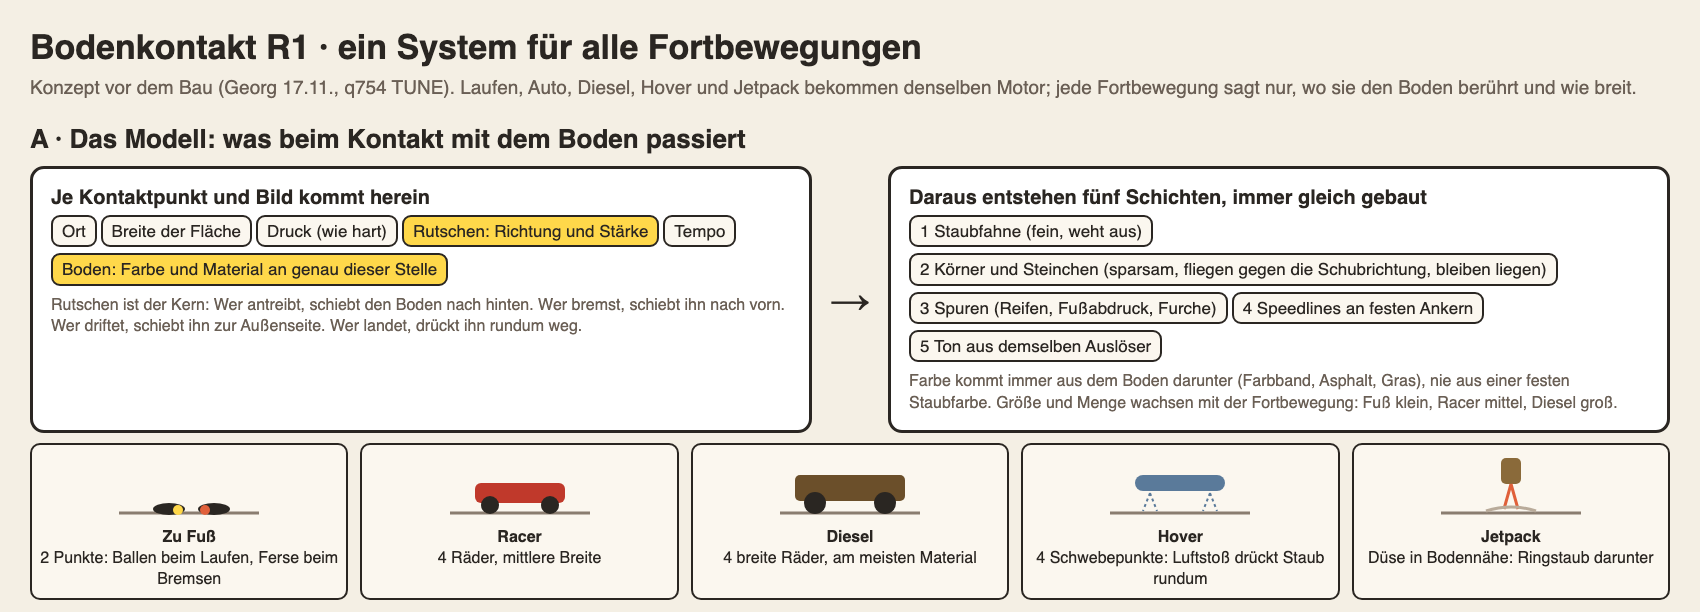 Bodenkontakt R1 · ein System für alle Fortbewegungen
Konzept vor dem Bau (Georg 17.11., q754 TUNE). Laufen, Auto, Diesel, Hover und Jetpack bekommen denselben Motor; jede Fortbewegung sagt nur, wo sie den Boden berührt und wie breit.
A · Das Modell: was beim Kontakt mit dem Boden passiert
Je Kontaktpunkt und Bild kommt herein
Ort Breite der Fläche Druck (wie hart) Rutschen: Richtung und Stärke Tempo
Boden: Farbe und Material an genau dieser Stelle
Rutschen ist der Kern: Wer antreibt, schiebt den Boden nach hinten. Wer bremst, schiebt ihn nach vorn.
Wer driftet, schiebt ihn zur Außenseite. Wer landet, drückt ihn rundum weg.
→
Daraus entstehen fünf Schichten, immer gleich gebaut
1 Staubfahne (fein, weht aus)
2 Körner und Steinchen (sparsam, fliegen gegen die Schubrichtung, bleiben liegen)
3 Spuren (Reifen, Fußabdruck, Furche) 4 Speedlines an festen Ankern
5 Ton aus demselben Auslöser
Farbe kommt immer aus dem Boden darunter (Farbband, Asphalt, Gras), nie aus einer festen
Staubfarbe. Größe und Menge wachsen mit der Fortbewegung: Fuß klein, Racer mittel, Diesel groß.
Zu Fuß
2 Punkte: Ballen beim Laufen, Ferse beim
Bremsen
Racer
4 Räder, mittlere Breite
Diesel
4 breite Räder, am meisten Material
Hover
4 Schwebepunkte: Luftstoß drückt Staub
rundum
Jetpack
Düse in Bodennähe: Ringstaub darunter